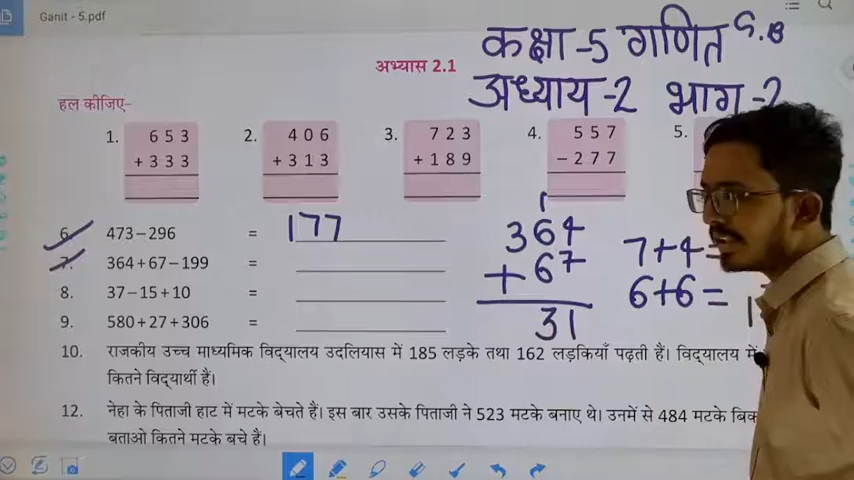 Ganit - 5.pdf
कक्षा-5 गणित G.B
अध्याय-2 भाग-2
अभ्यास 2.1
हल कीजिए-
1. 653 +333
2. 406 +313
3. 723 +189
4. 557 -277
5.
6. 473-296 = 177
7. 364+67-199 =
8. 37-15+10 =
9. 580+27+306 =
1
364
+67
31
7+4=
6+6= 1
10. राजकीय उच्च माध्यमिक विद्यालय उदलियास में 185 लड़के तथा 162 लड़कियाँ पढ़ती हैं। विद्यालय में
कितने विद्यार्थी हैं।
12. नेहा के पिताजी हाट में मटके बेचते हैं। इस बार उसके पिताजी ने 523 मटके बनाए थे। उनमें से 484 मटके
बताओ कितने मटके बचे हैं।